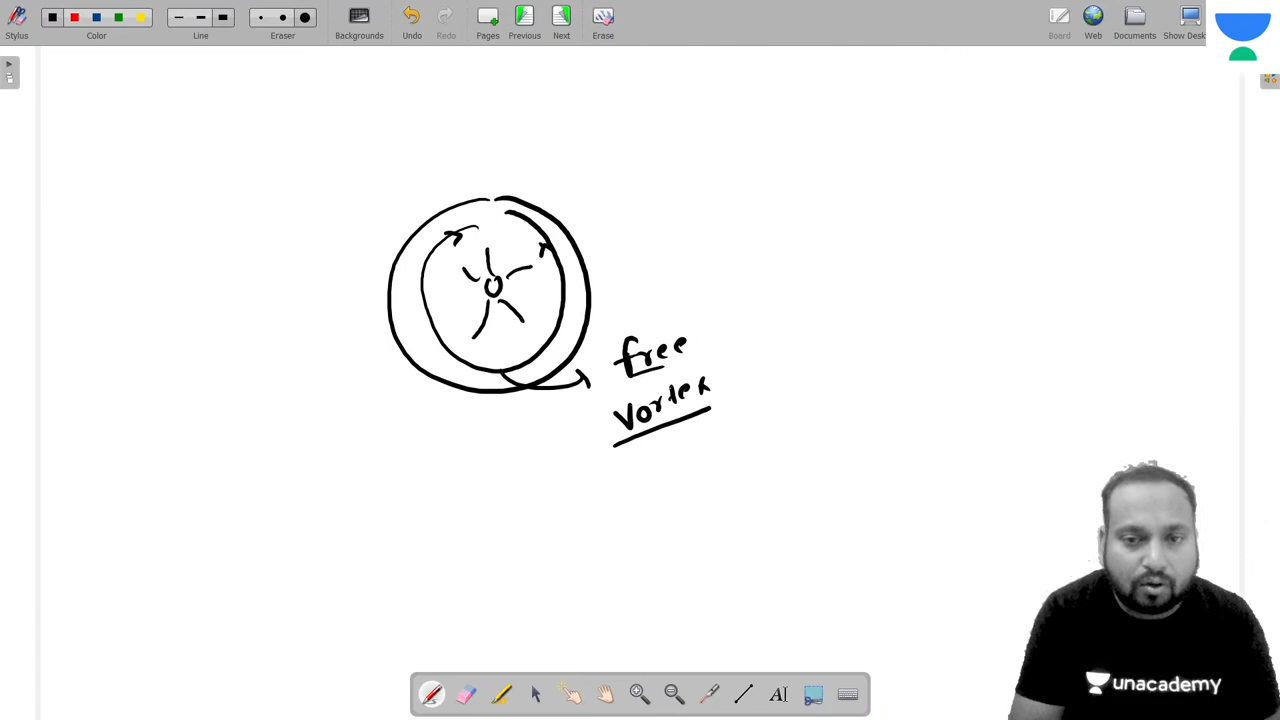 Stylus Color Line Eraser Backgrounds Undo Redo Pages Previous Next Erase Board Web Documents Show Desk
free
vortex
unacademy